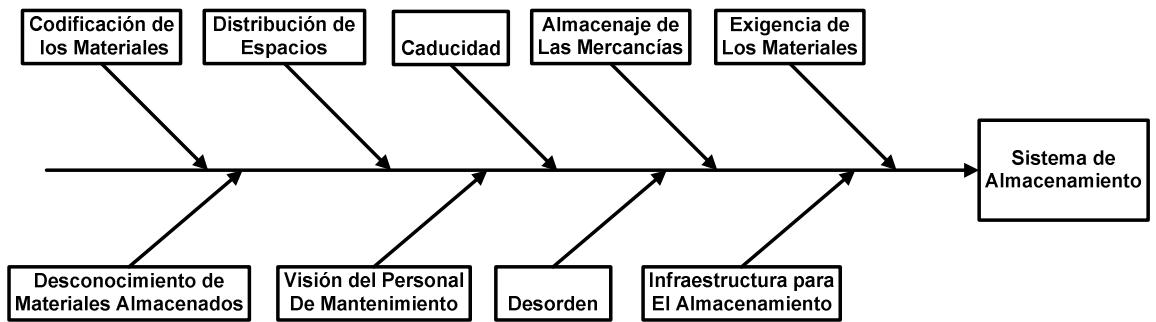 Codificación de
los Materiales
Distribución de
Espacios
Caducidad
Almacenaje de
Las Mercancías
Exigencia de
Los Materiales
Sistema de
Almacenamiento
Desconocimiento de
Materiales Almacenados
Visión del Personal
De Mantenimiento
Desorden
Infraestructura para
El Almacenamiento